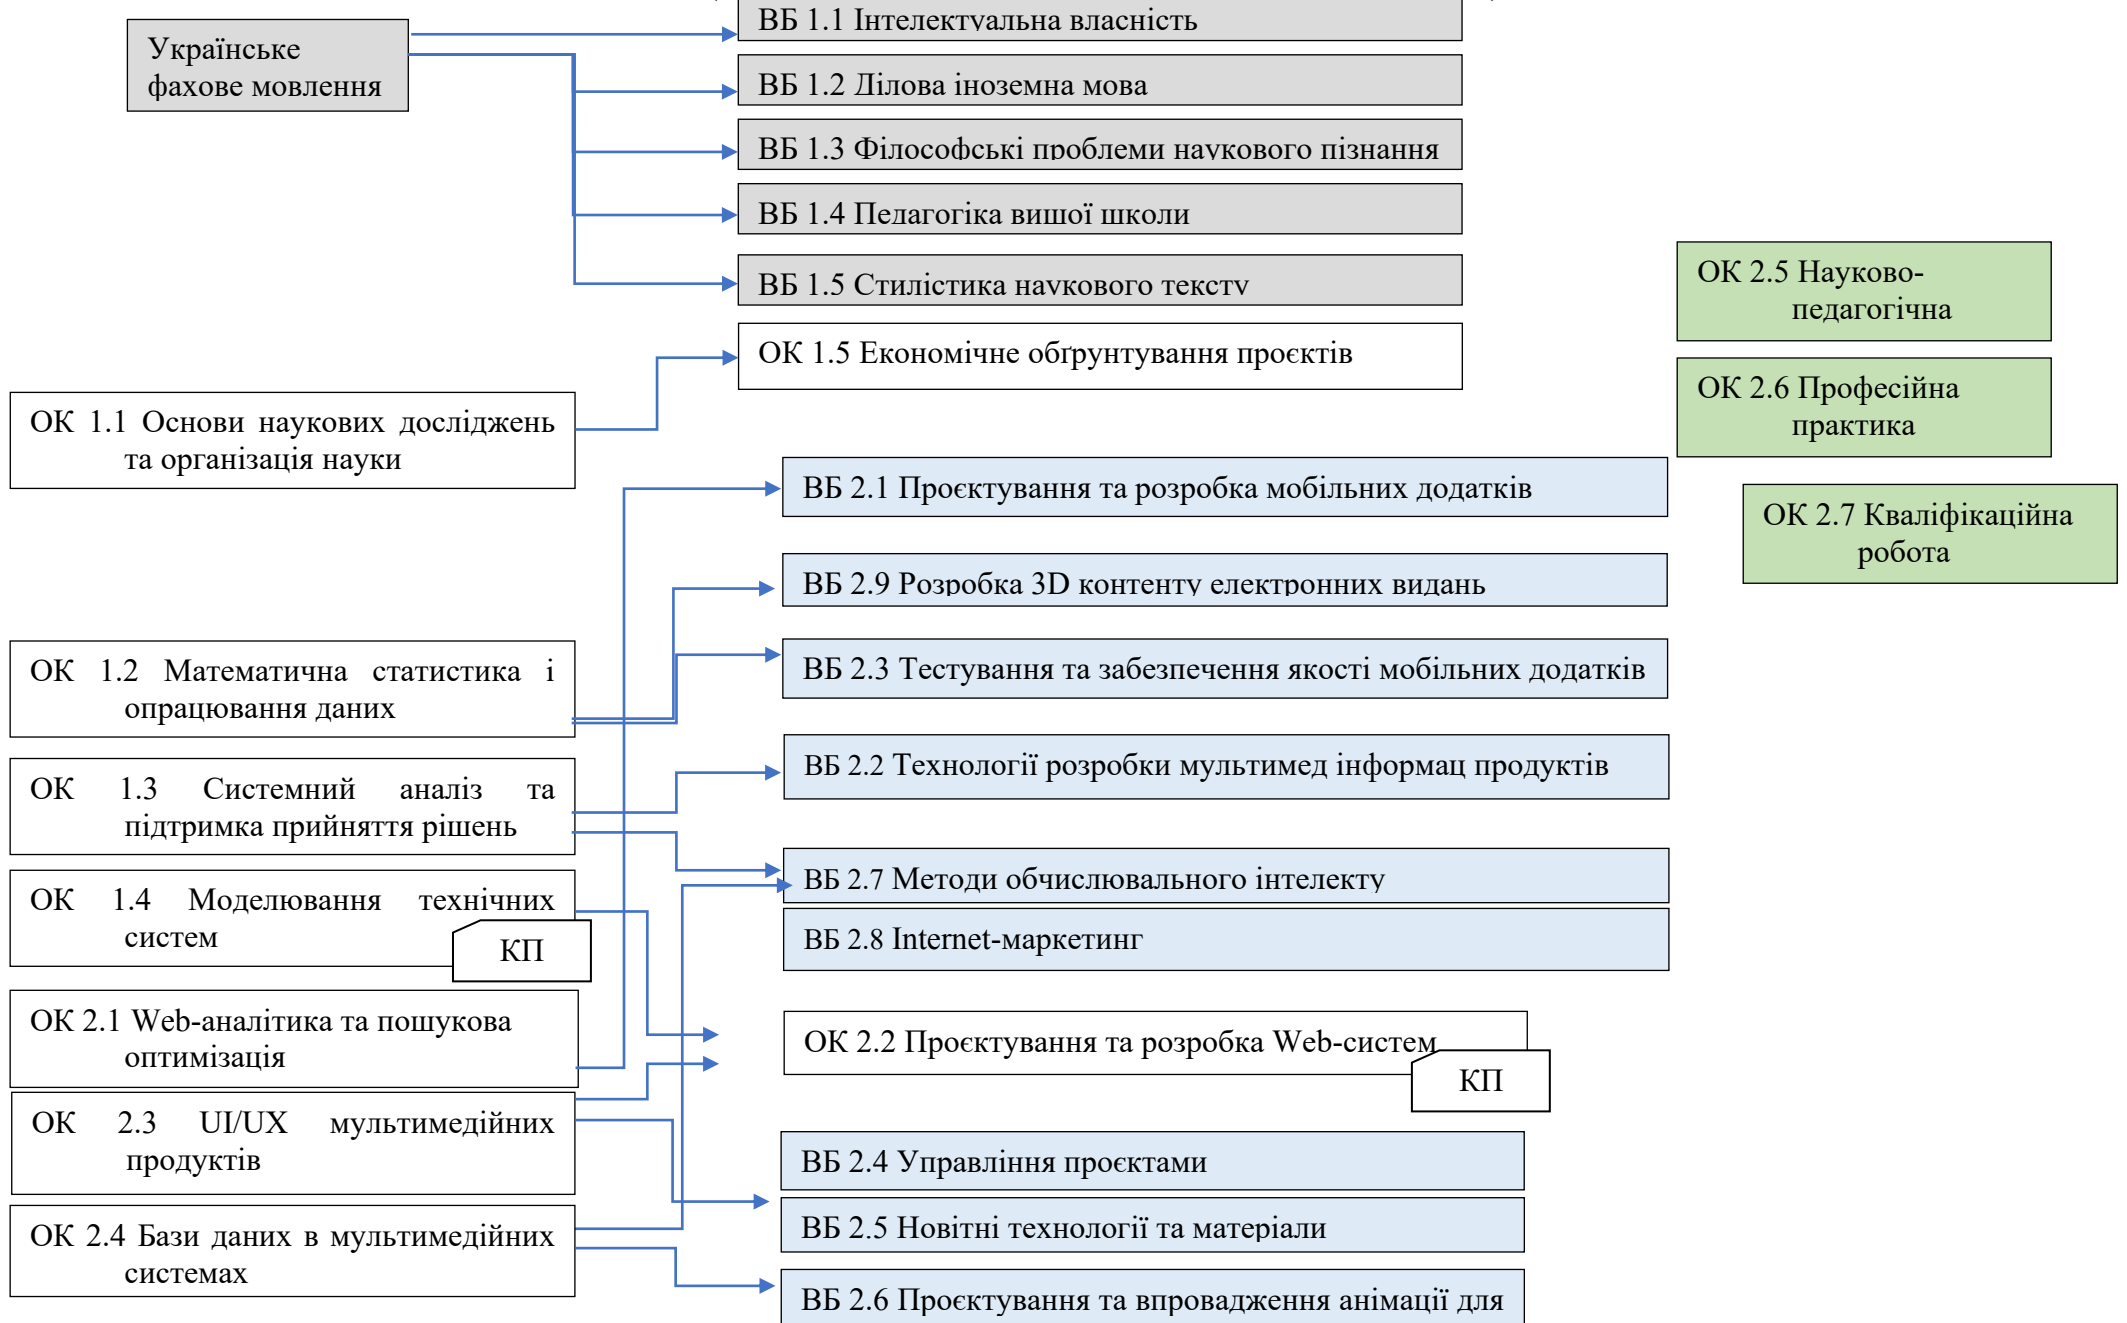 Українське
фахове мовлення
ВБ 1.1 Інтелектуальна власність
ВБ 1.2 Ділова іноземна мова
ВБ 1.3 Філософські проблеми наукового пізнання
ВБ 1.4 Педагогіка вишої школи
ВБ 1.5 Стилістика наукового тексту
ОК 1.5 Економічне обґрунтування проєктів
ОК 2.5 Науково-
педагогічна
ОК 2.6 Професійна
практика
ОК 2.7 Кваліфікаційна
робота
ОК 1.1 Основи наукових досліджень
та організація науки
ВБ 2.1 Проєктування та розробка мобільних додатків
ВБ 2.9 Розробка 3D контенту електронних видань
ОК 1.2 Математична статистика і
опрацювання даних
ВБ 2.3 Тестування та забезпечення якості мобільних додатків
ОК 1.3 Системний аналіз та
підтримка прийняття рішень
ВБ 2.2 Технології розробки мультимед інформац продуктів
ОК 1.4 Моделювання технічних
систем
КП
ВБ 2.7 Методи обчислювального інтелекту
ВБ 2.8 Internet-маркетинг
ОК 2.1 Web-аналітика та пошукова
оптимізація
ОК 2.2 Проєктування та розробка Web-систем
КП
ОК 2.3 UI/UX мультимедійних
продуктів
ВБ 2.4 Управління проєктами
ВБ 2.5 Новітні технології та матеріали
ОК 2.4 Бази даних в мультимедійних
системах
ВБ 2.6 Проєктування та впровадження анімації для